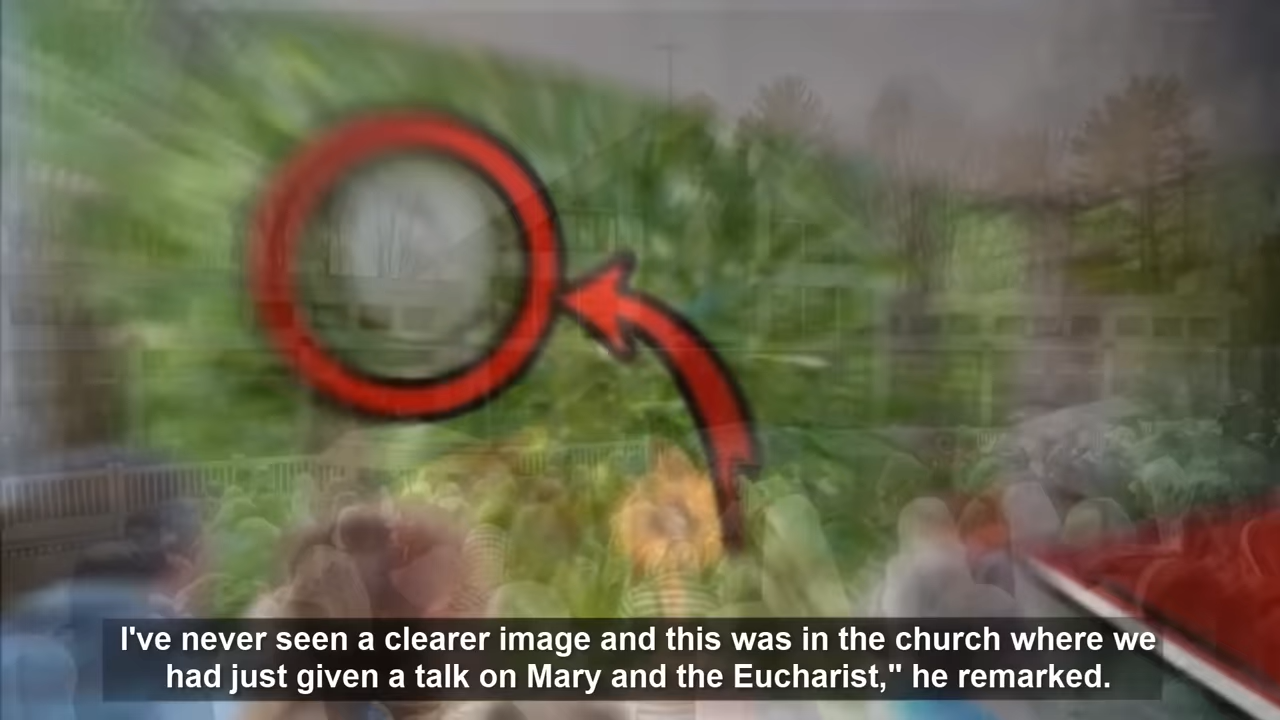 I've never seen a clearer image and this was in the church where we
had just given a talk on Mary and the Eucharist," he remarked.